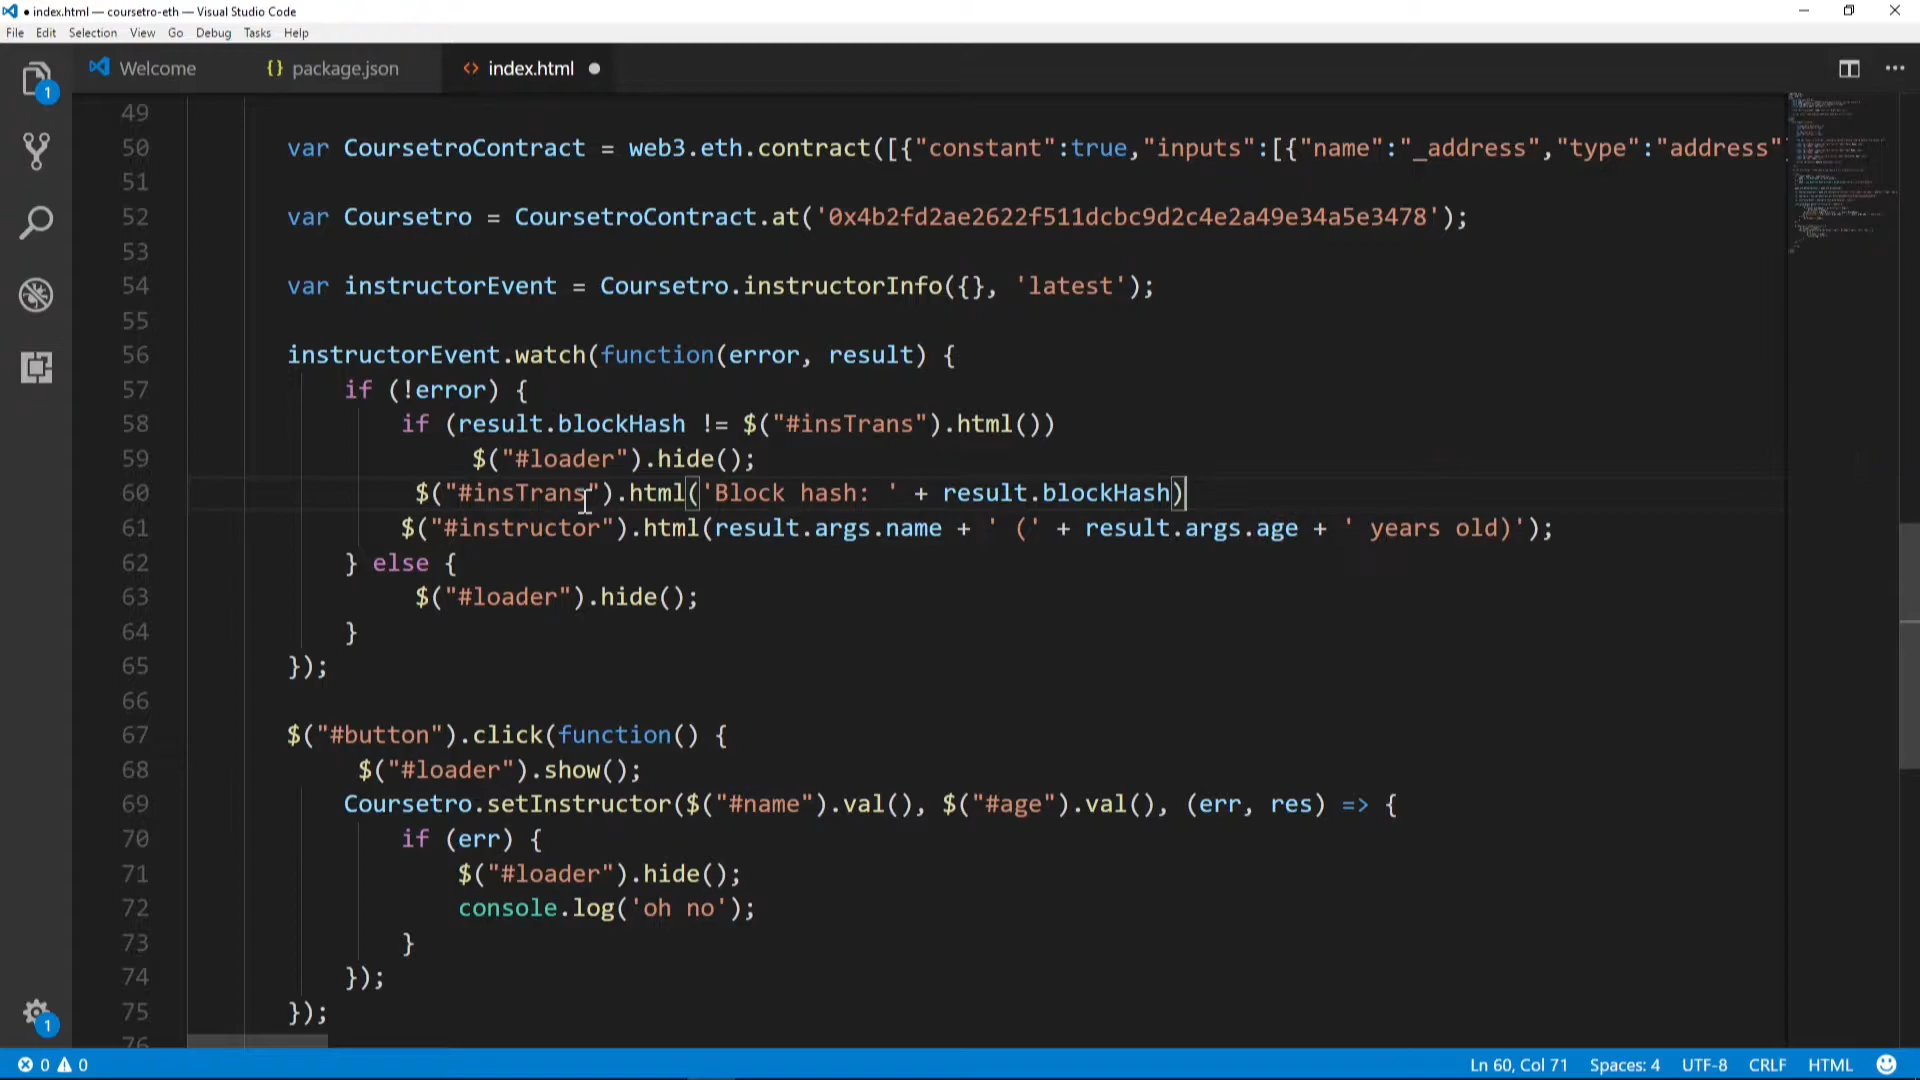 ● index.html — coursetro-eth — Visual Studio Code
File Edit Selection View Go Debug Tasks Help
Welcome {} package.json <> index.html ●
49
50 var CoursetroContract = web3.eth.contract([{"constant":true,"inputs":[{"name":"_address","type":"address"
51
52 var Coursetro = CoursetroContract.at('0x4b2fd2ae2622f511dcbc9d2c4e2a49e34a5e3478');
53
54 var instructorEvent = Coursetro.instructorInfo({}, 'latest');
55
56 instructorEvent.watch(function(error, result) {
57 if (!error) {
58 if (result.blockHash != $("#insTrans").html())
59 $("#loader").hide();
60 $("#insTrans").html('Block hash: ' + result.blockHash)
61 $("#instructor").html(result.args.name + ' (' + result.args.age + ' years old)');
62 } else {
63 $("#loader").hide();
64 }
65 });
66
67 $("#button").click(function() {
68 $("#loader").show();
69 Coursetro.setInstructor($("#name").val(), $("#age").val(), (err, res) => {
70 if (err) {
71 $("#loader").hide();
72 console.log('oh no');
73 }
74 });
75 });
76
1
1
0 0 Ln 60, Col 71 Spaces: 4 UTF-8 CRLF HTML